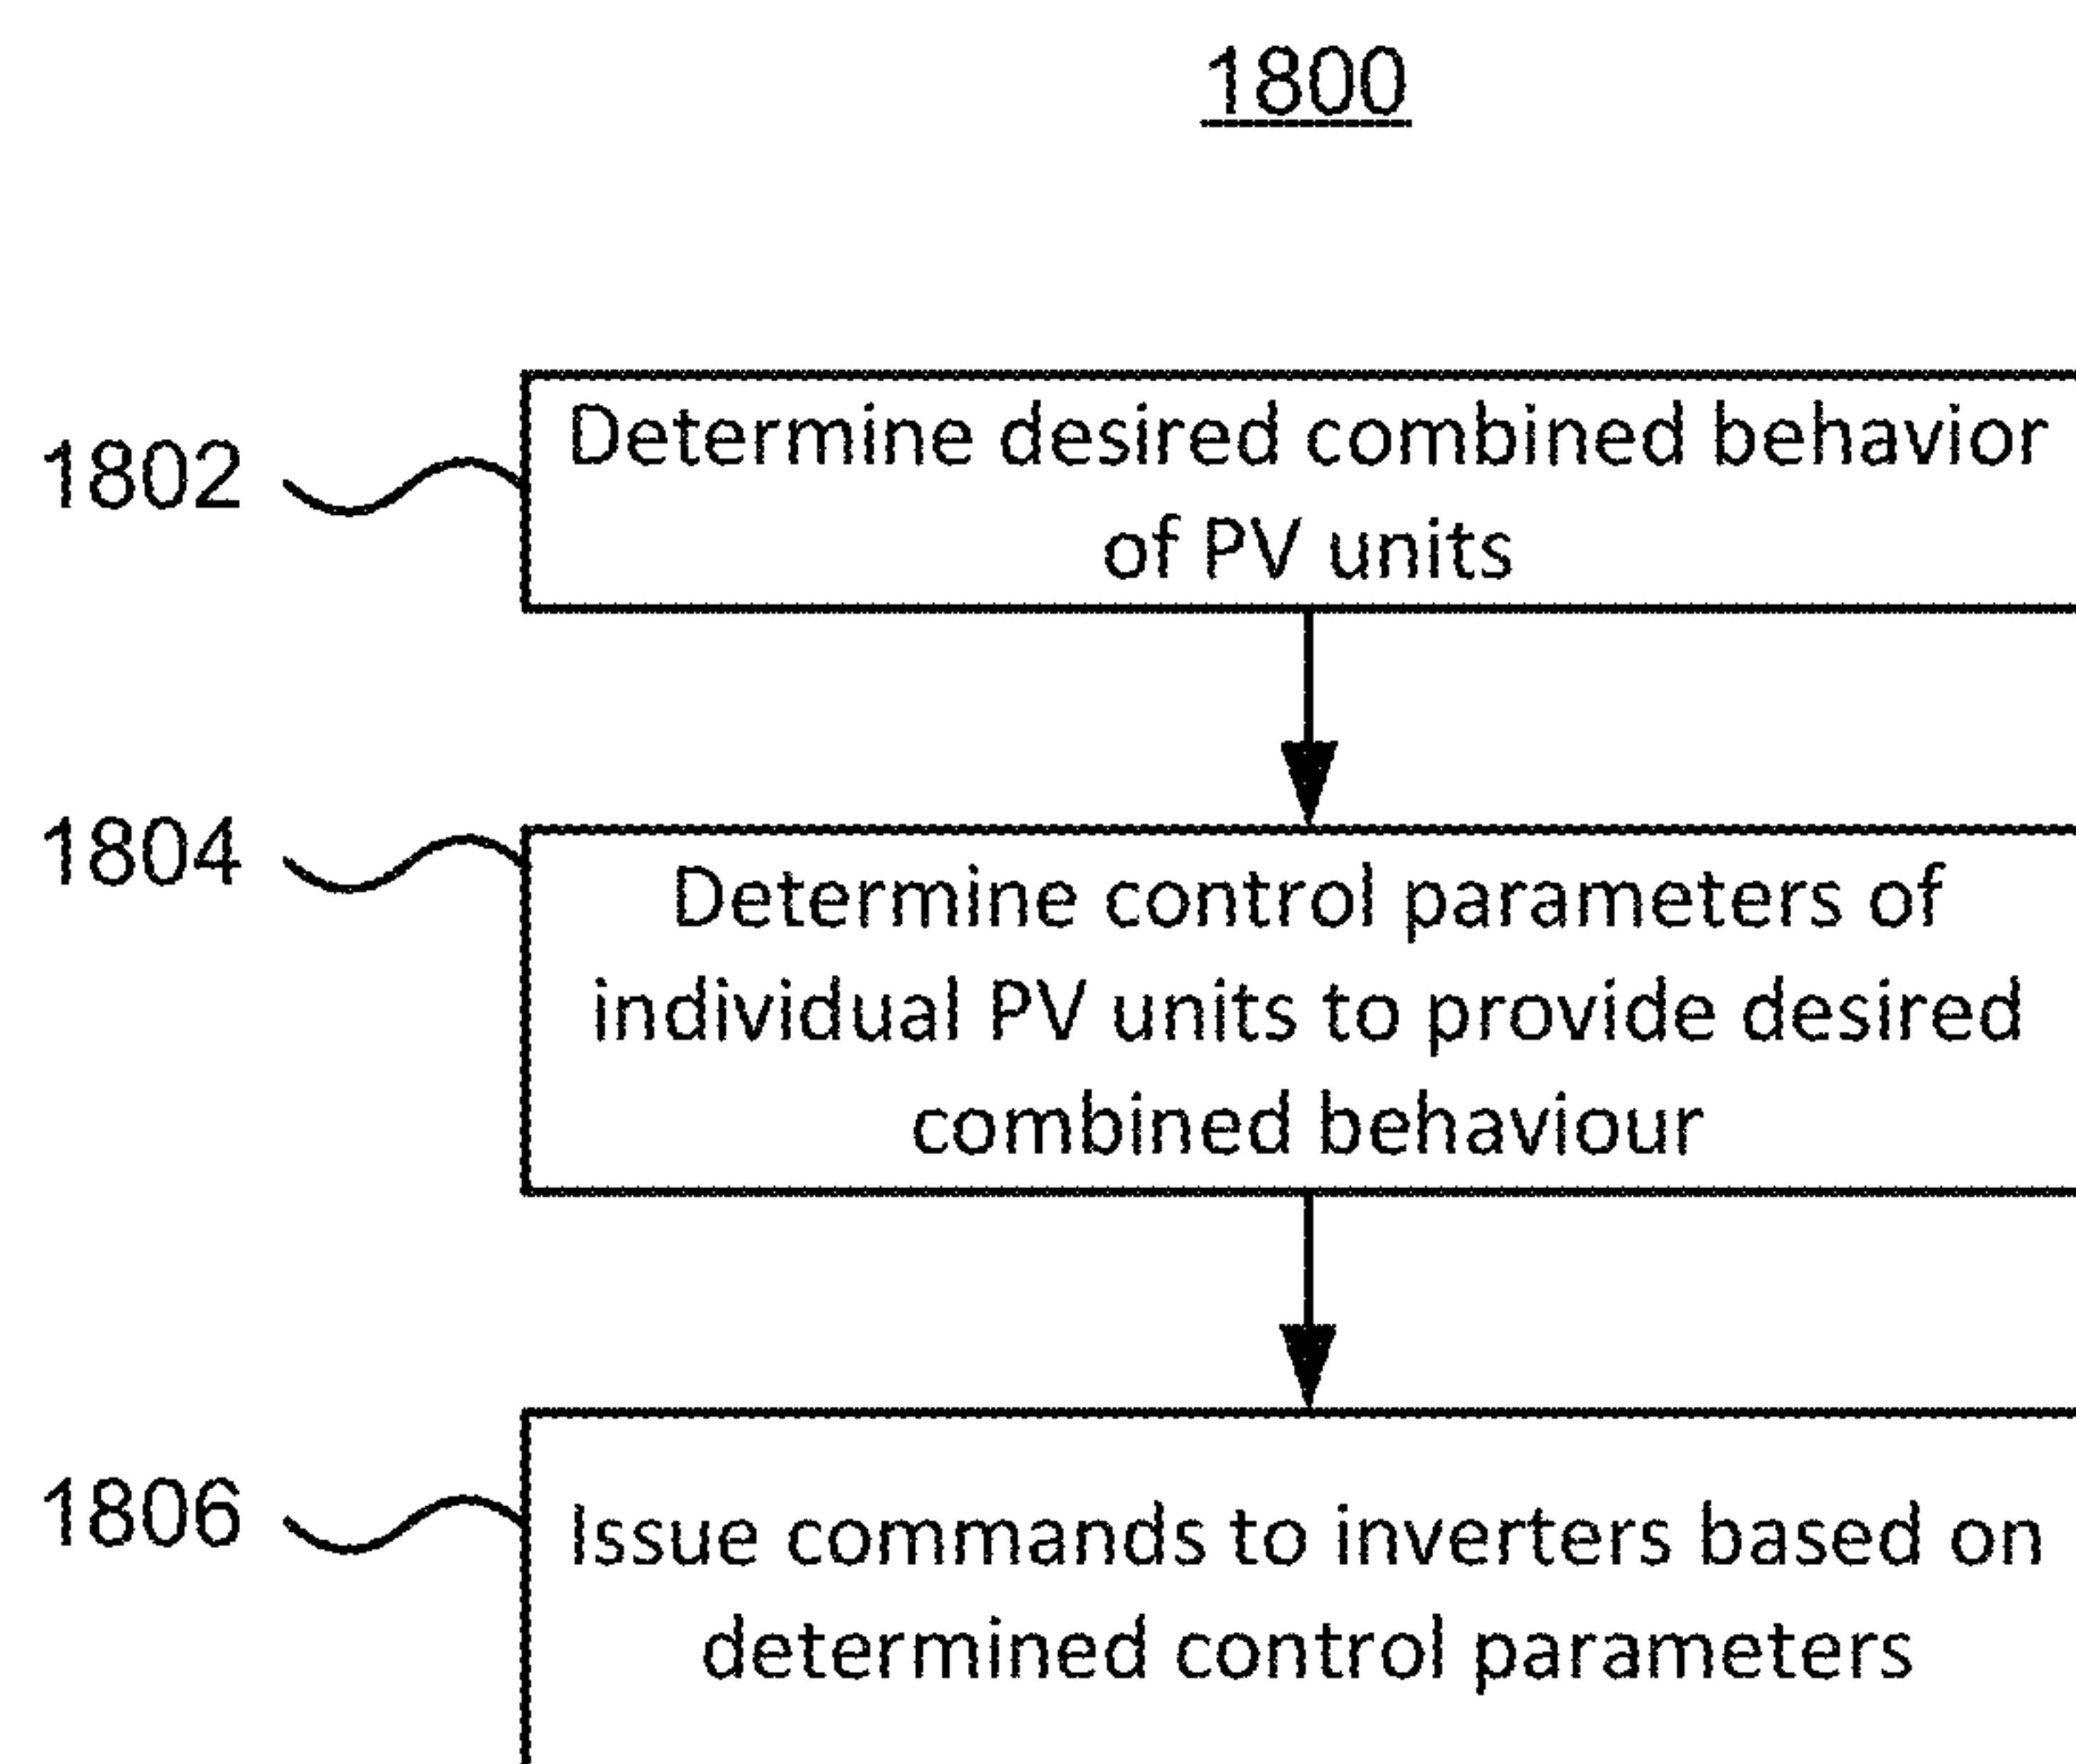 1800
1802
Determine desired combined behavior
of PV units
1804
Determine control parameters of
individual PV units to provide desired
combined behaviour
1806
Issue commands to inverters based on
determined control parameters